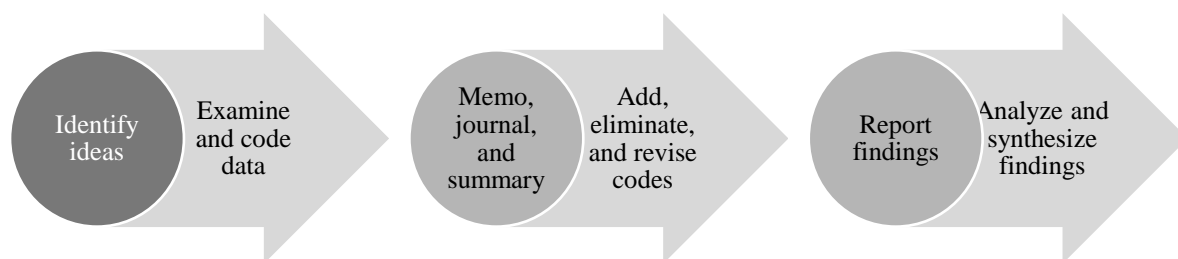 Identify
ideas
Examine
and code
data
Memo,
journal,
and
summary
Add,
eliminate,
and revise
codes
Report
findings
Analyze and
synthesize
findings